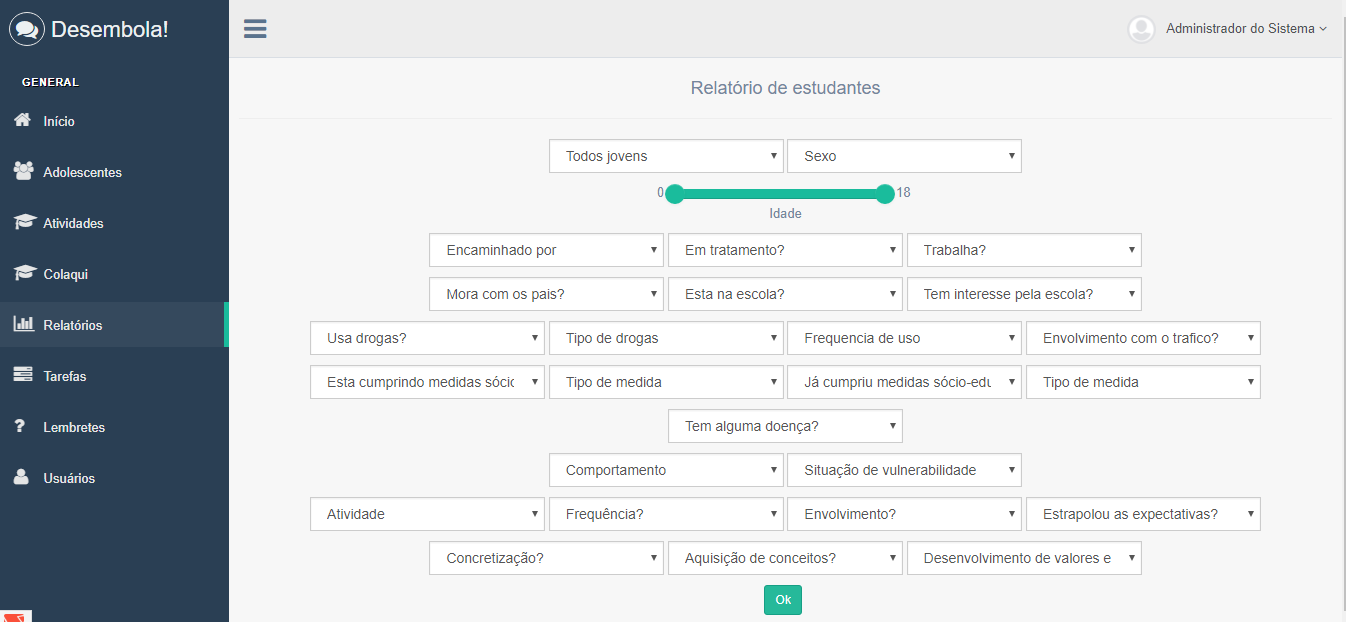 Desembola!
Administrador do Sistema
GENERAL
Início
Adolescentes
Atividades
Colaqui
Relatórios
Tarefas
Lembretes
Usuários
Relatório de estudantes
Todos jovens Sexo
0 18
Idade
Encaminhado por Em tratamento? Trabalha?
Mora com os pais? Esta na escola? Tem interesse pela escola?
Usa drogas? Tipo de drogas Frequencia de uso Envolvimento com o trafico?
Esta cumprindo medidas sócic Tipo de medida Já cumpriu medidas sócio-edu Tipo de medida
Tem alguma doença?
Comportamento Situação de vulnerabilidade
Atividade Frequência? Envolvimento? Estrapolou as expectativas?
Concretização? Aquisição de conceitos? Desenvolvimento de valores e
Ok